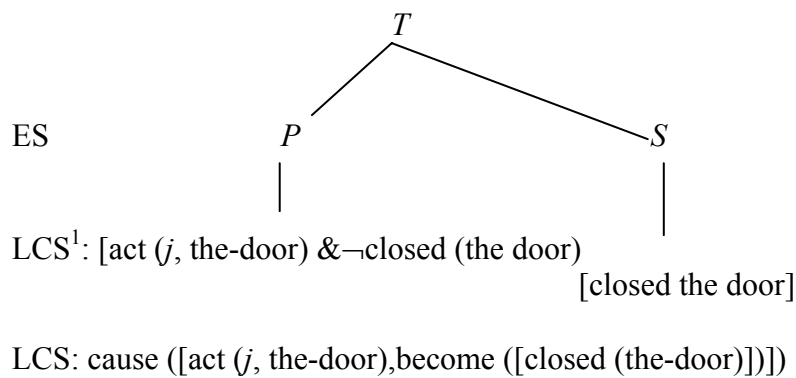 T
ES P S
LCS¹: [act (j, the-door) &¬closed (the door)
[closed the door]
LCS: cause ([act (j, the-door),become ([closed (the-door)])])